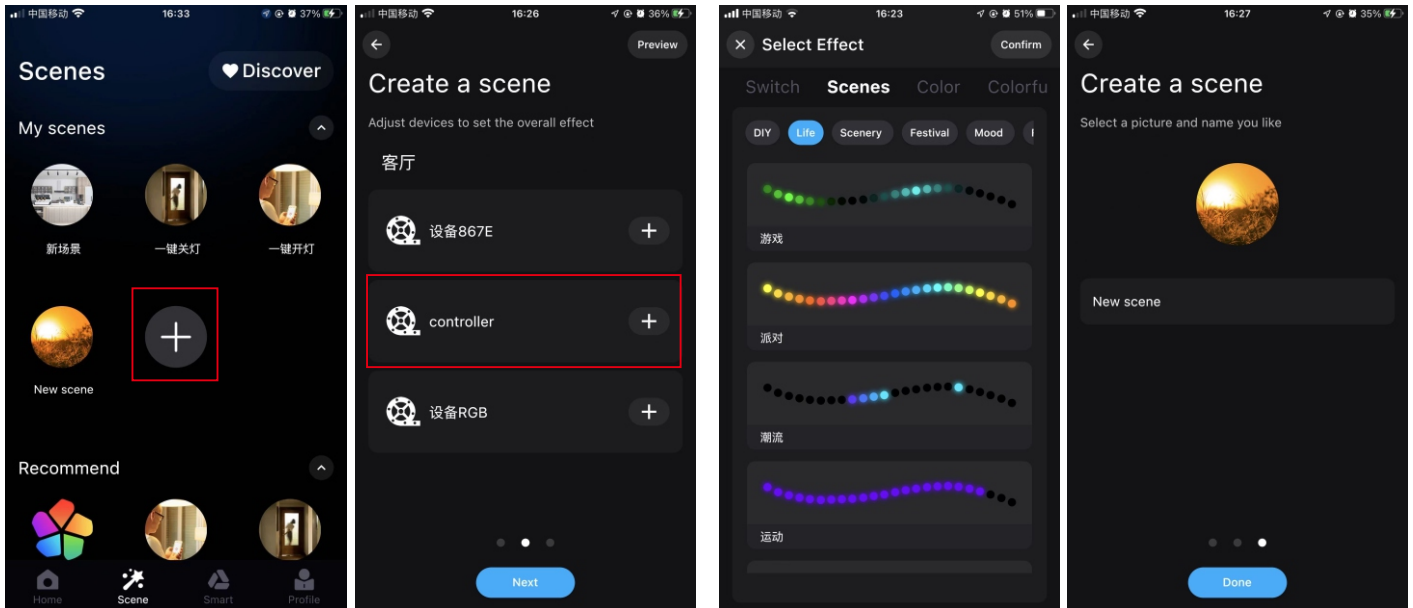 中国移动 16:33 37%
Scenes
Discover
My scenes
新场景 一键关灯 一键开灯
New scene
Recommend
Home Scene Smart Profile
中国移动 16:26 36%
Preview
Create a scene
Adjust devices to set the overall effect
客厅
设备867E
controller
设备RGB
Next
中国移动 16:23 51%
Select Effect Confirm
Switch Scenes Color Colorfu
DIY Life Scenery Festival Mood
游戏
派对
潮流
运动
中国移动 16:27 35%
Create a scene
Select a picture and name you like
New scene
Done